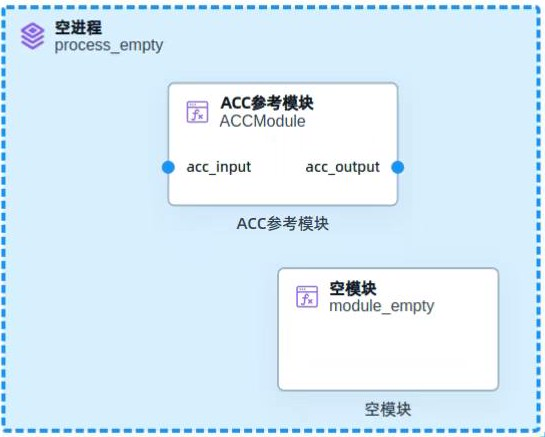 空进程
process_empty
ACC参考模块
ACCModule
acc_input acc_output
ACC参考模块
空模块
module_empty
空模块